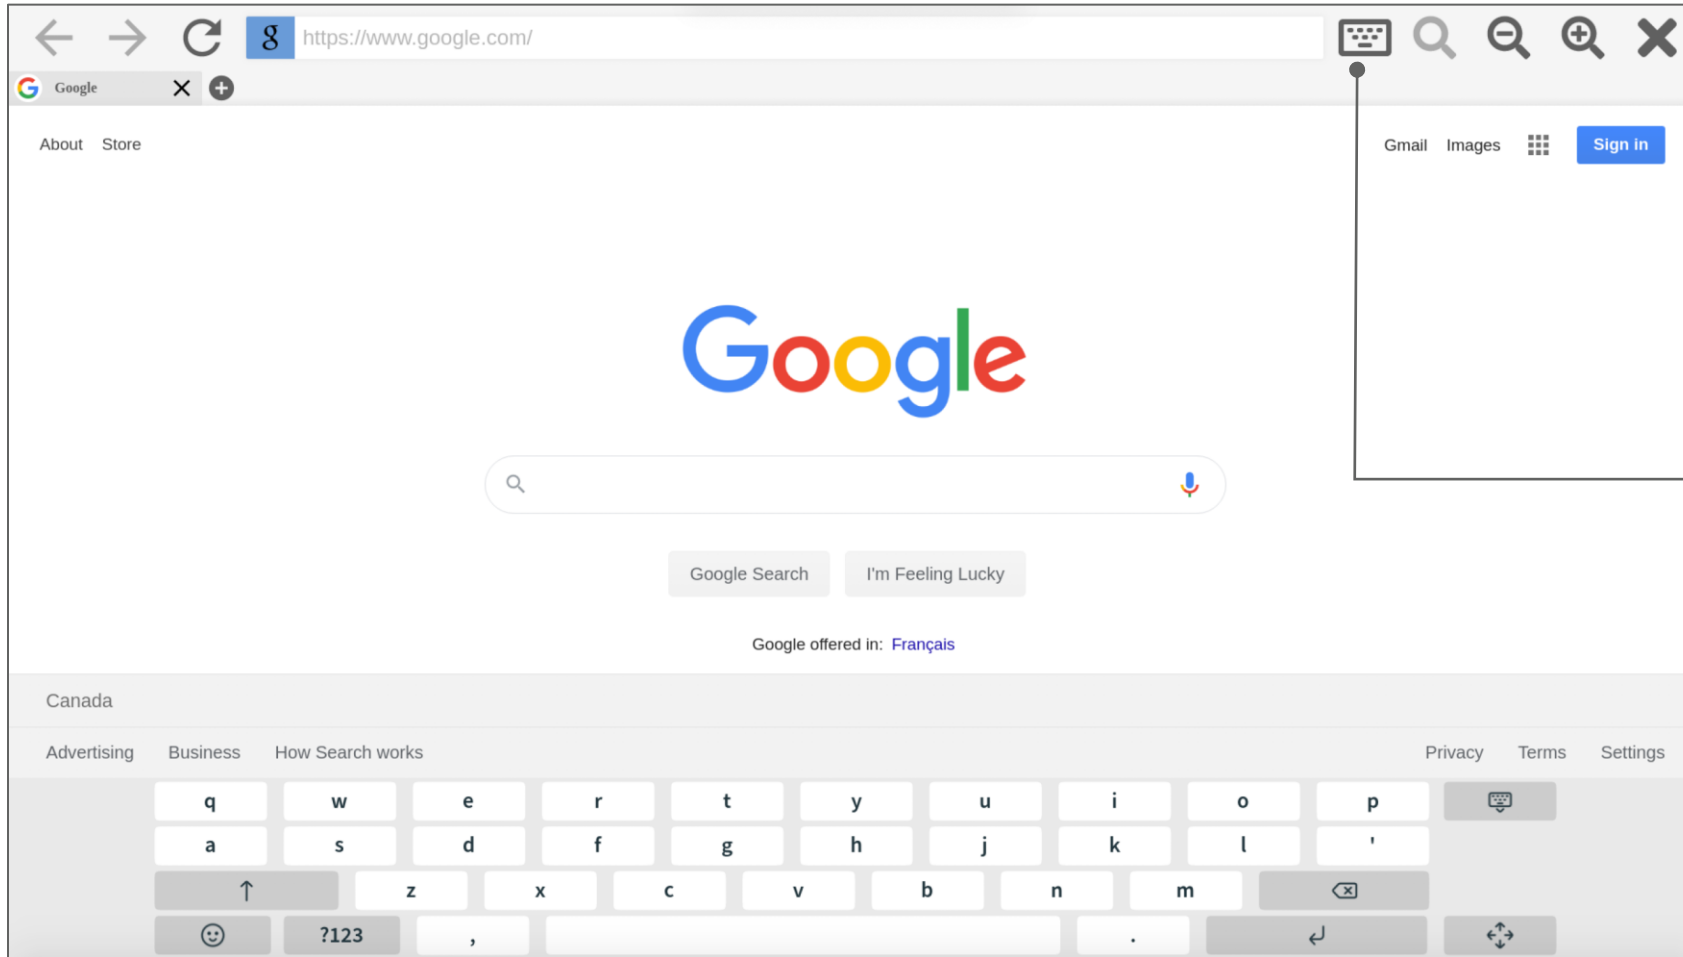 g https://www.google.com/
Google
About Store Gmail Images Sign in
Google
Google Search I'm Feeling Lucky
Google offered in: Français
Canada
Advertising Business How Search works Privacy Terms Settings
q w e r t y u i o p
a s d f g h j k l '
z x c v b n m
?123 , .